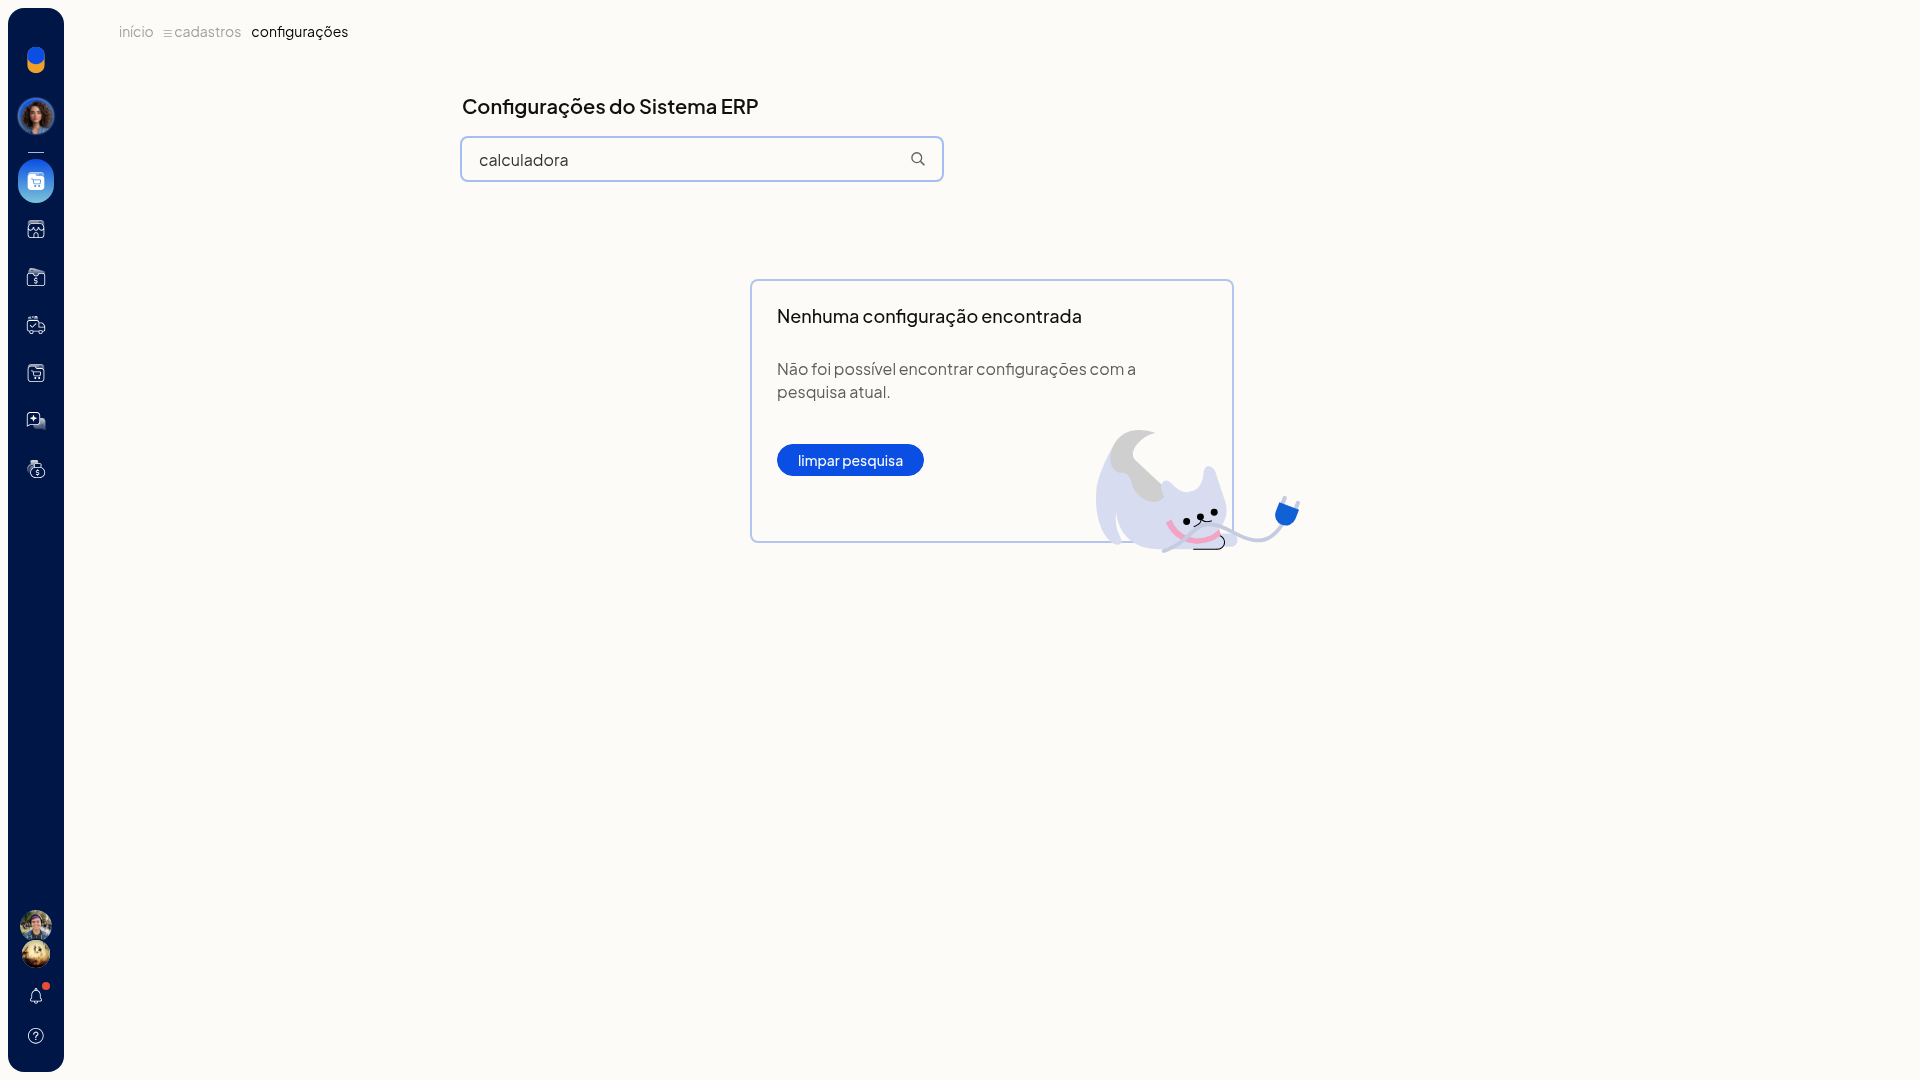 início cadastros configurações
Configurações do Sistema ERP
calculadora
Nenhuma configuração encontrada
Não foi possível encontrar configurações com a
pesquisa atual.
limpar pesquisa